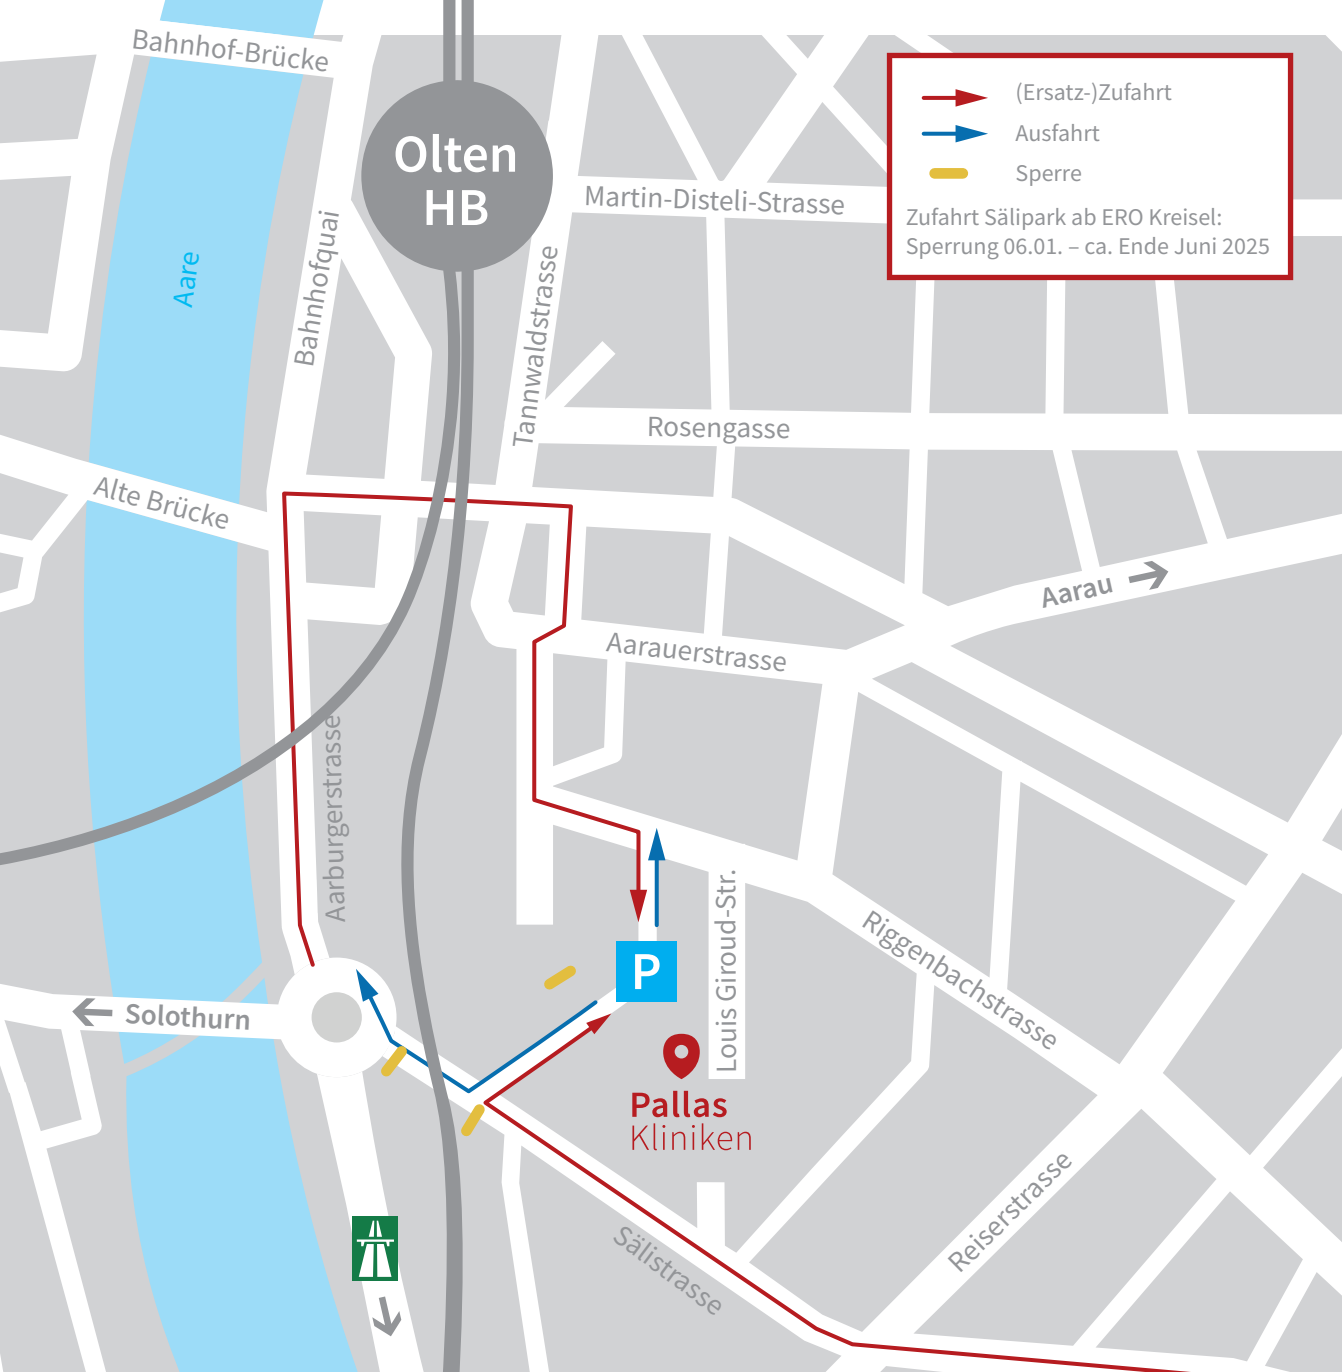 Bahnhof-Brücke
Olten
HB
(Ersatz-)Zufahrt
Ausfahrt
Sperre
Zufahrt Sälipark ab ERO Kreisel:
Sperrung 06.01. – ca. Ende Juni 2025
Martin-Disteli-Strasse
Aare
Bahnhofquai
Tannwaldstrasse
Rosengasse
Alte Brücke
Aarau
Aarauerstrasse
Aarburgerstrasse
Louis Giroud-Str.
Riggenbachstrasse
P
Solothurn
Pallas
Kliniken
Reiserstrasse
Sälistrasse